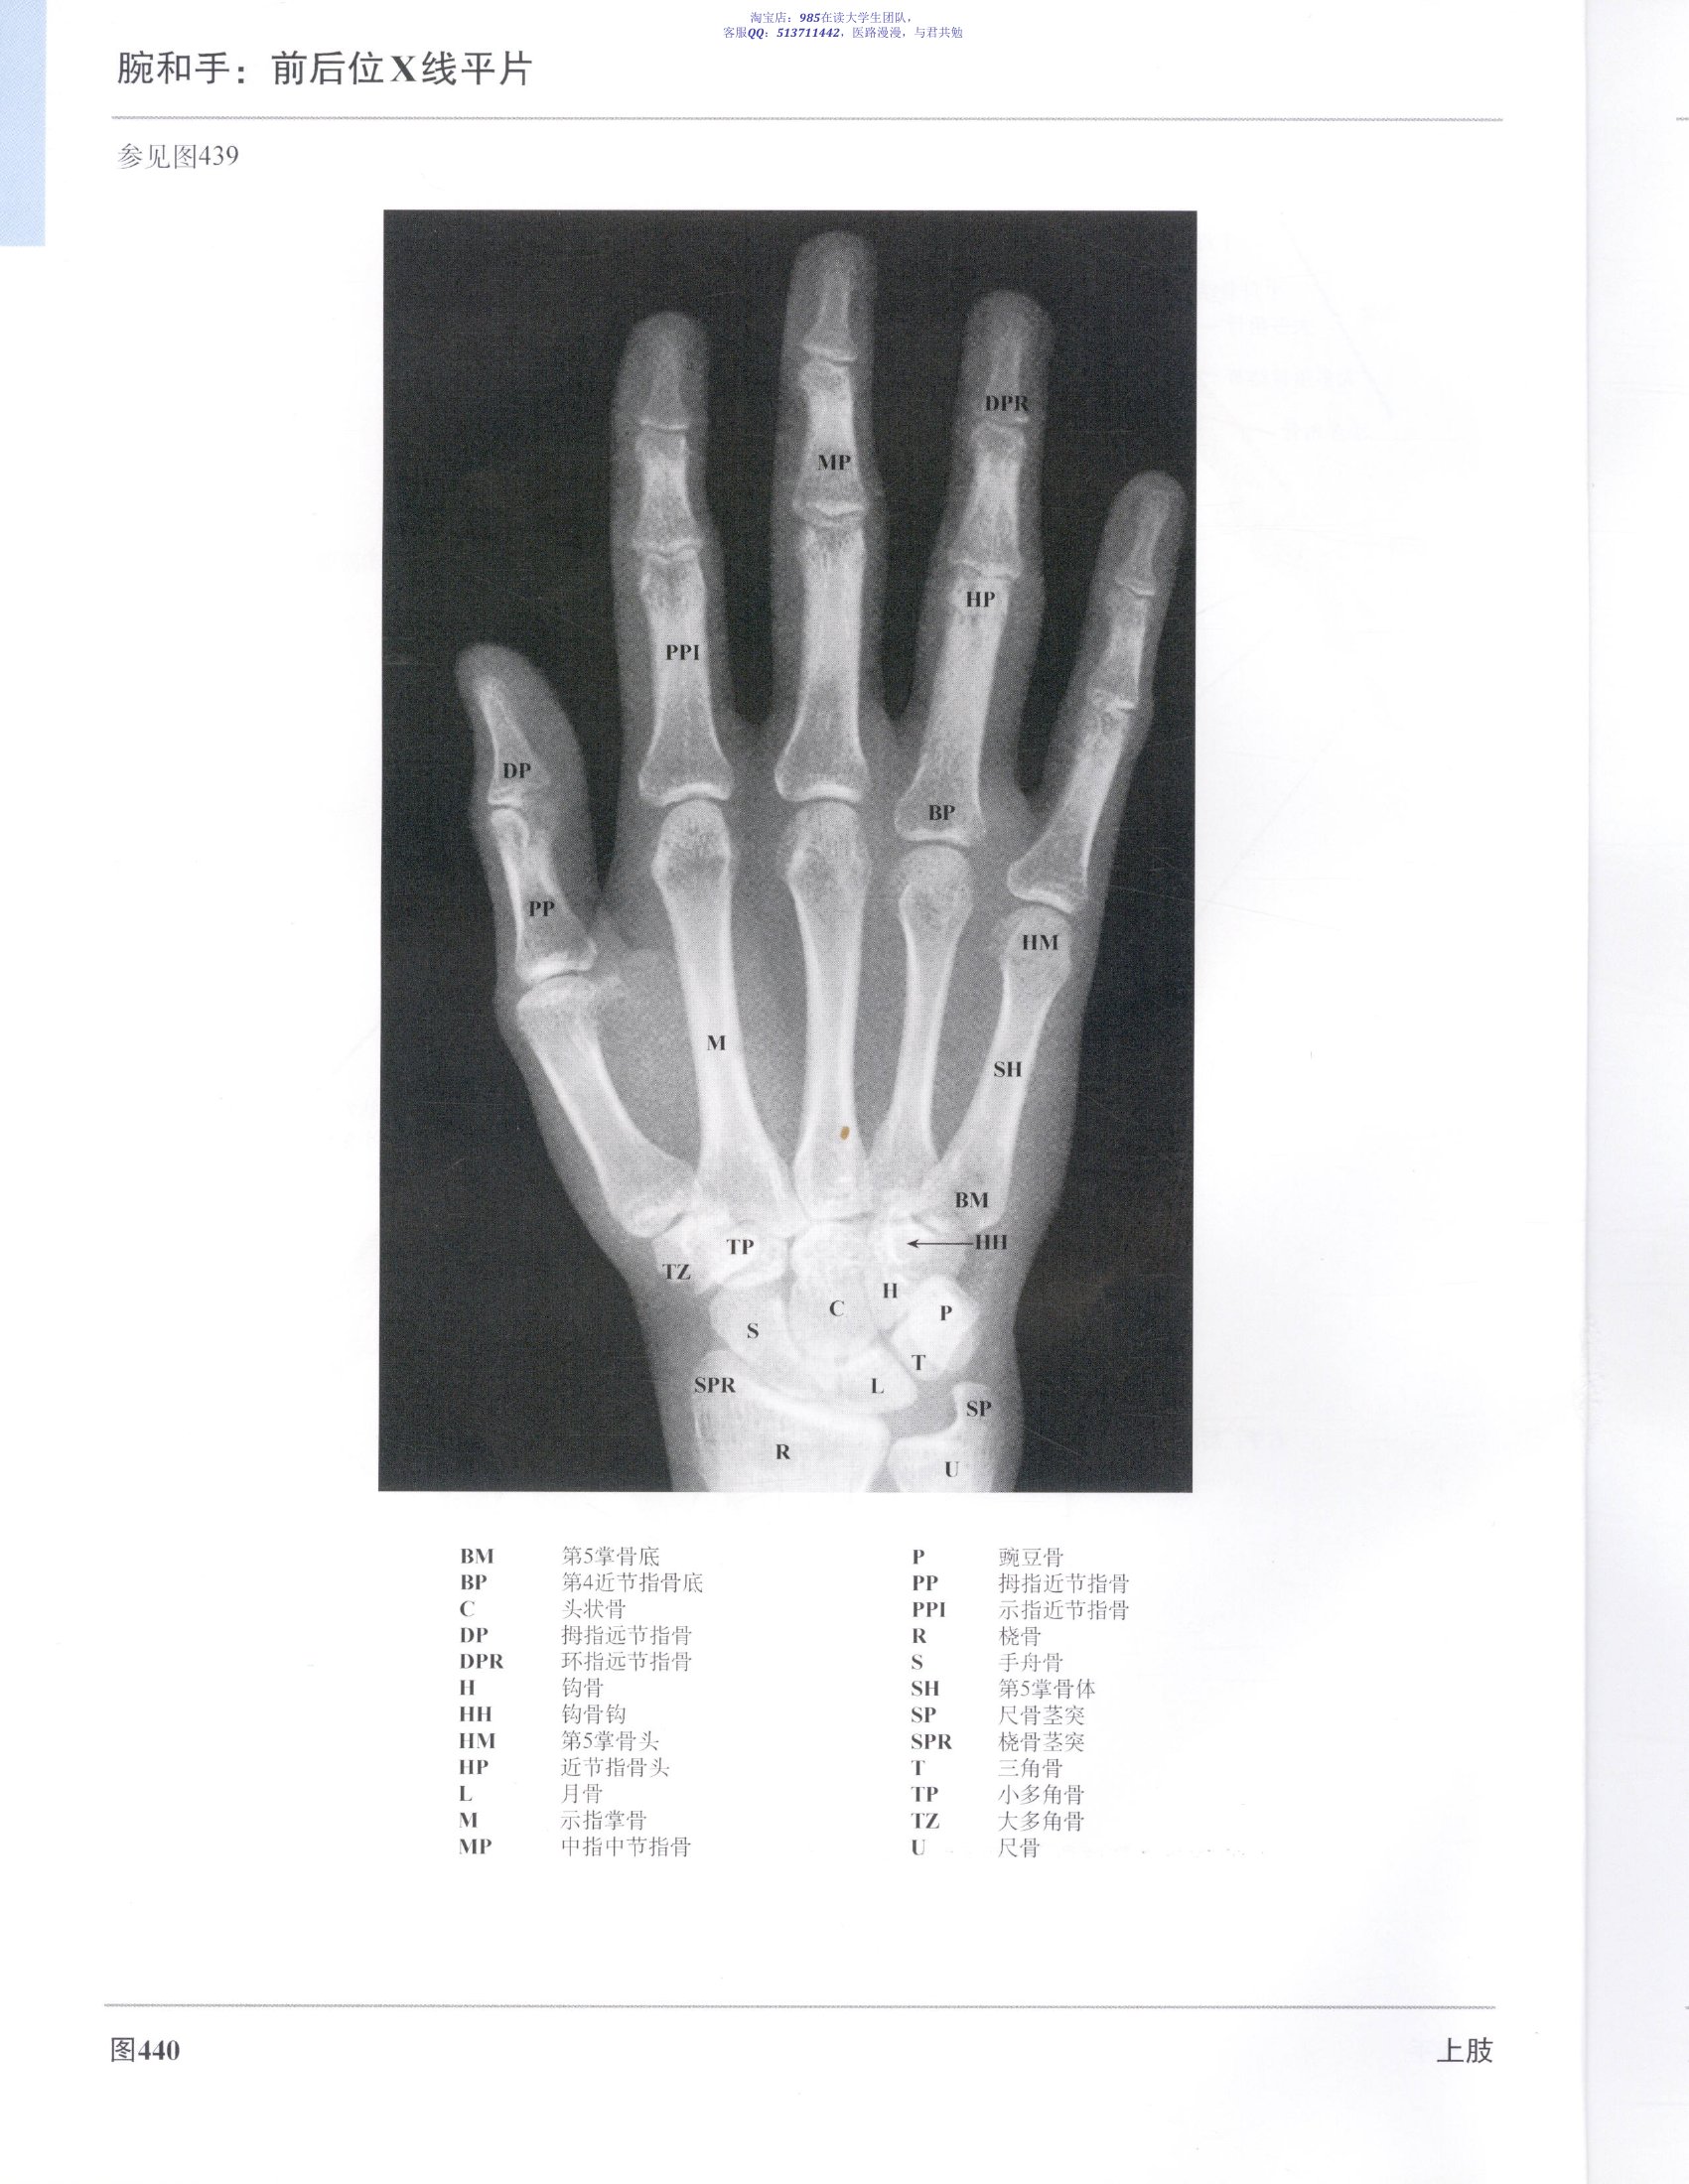 淘宝店：985在读大学生团队，
客服QQ：513711442，医路漫漫，与君共勉
腕和手：前后位X线平片
参见图439
DPR
MP
HP
PPI
DP
BP
PP
HM
M
SH
BM
HH
TP
TZ
H
C
P
S
T
SPR
L
SP
R
U
BM 第5掌骨底
BP 第4近节指骨底
C 头状骨
DP 拇指远节指骨
DPR 环指远节指骨
H 钩骨
HH 钩骨钩
HM 第5掌骨头
HP 近节指骨头
L 月骨
M 示指掌骨
MP 中指中节指骨
P 豌豆骨
PP 拇指近节指骨
PPI 示指近节指骨
R 桡骨
S 手舟骨
SH 第5掌骨体
SP 尺骨茎突
SPR 桡骨茎突
T 三角骨
TP 小多角骨
TZ 大多角骨
U 尺骨
图440
上肢